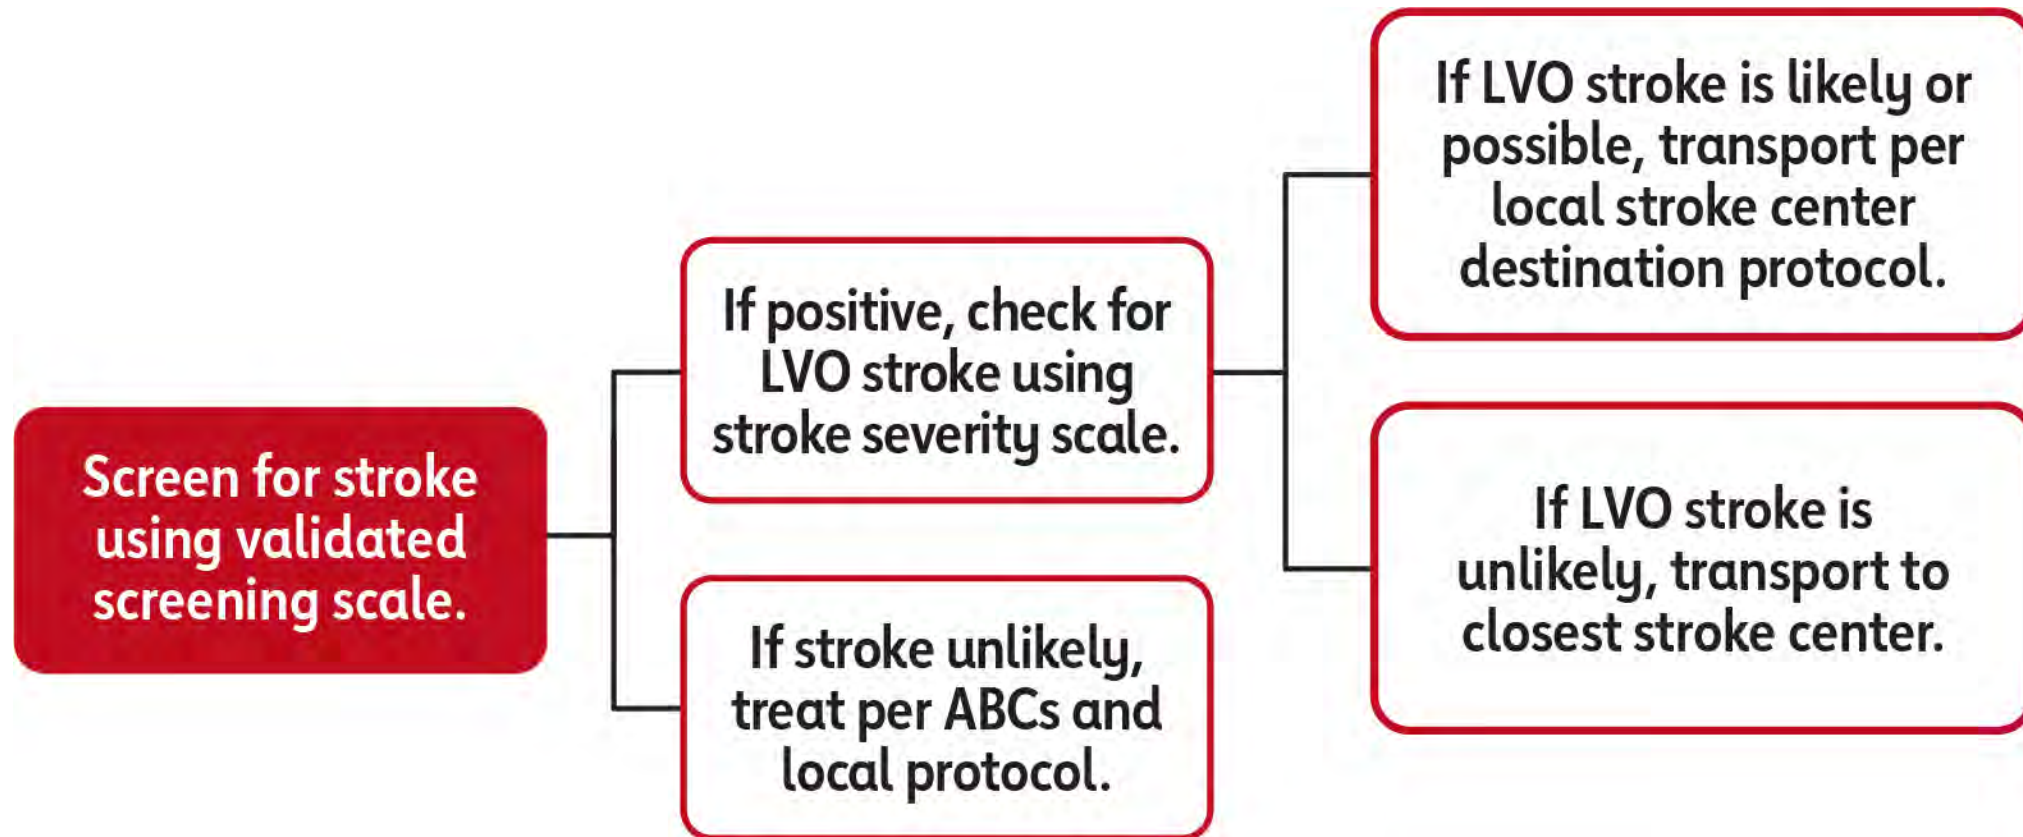 Screen for stroke
using validated
screening scale.
If positive, check for
LVO stroke using
stroke severity scale.
If stroke unlikely,
treat per ABCs and
local protocol.
If LVO stroke is likely or
possible, transport per
local stroke center
destination protocol.
If LVO stroke is
unlikely, transport to
closest stroke center.